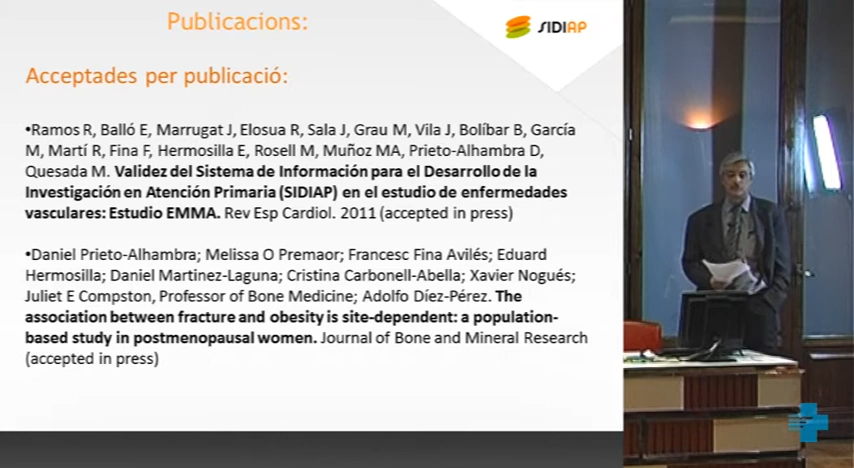 Publicacions:
SIDIAP
Acceptades per publicació:
•Ramos R, Balló E, Marrugat J, Elosua R, Sala J, Grau M, Vila J, Bolíbar B, García
M, Martí R, Fina F, Hermosilla E, Rosell M, Muñoz MA, Prieto-Alhambra D,
Quesada M. Validez del Sistema de Información para el Desarrollo de la
Investigación en Atención Primaria (SIDIAP) en el estudio de enfermedades
vasculares: Estudio EMMA. Rev Esp Cardiol. 2011 (accepted in press)
•Daniel Prieto-Alhambra; Melissa O Premaor; Francesc Fina Avilés; Eduard
Hermosilla; Daniel Martinez-Laguna; Cristina Carbonell-Abella; Xavier Nogués;
Juliet E Compston, Professor of Bone Medicine; Adolfo Díez-Pérez. The
association between fracture and obesity is site-dependent: a population-
based study in postmenopausal women. Journal of Bone and Mineral Research
(accepted in press)